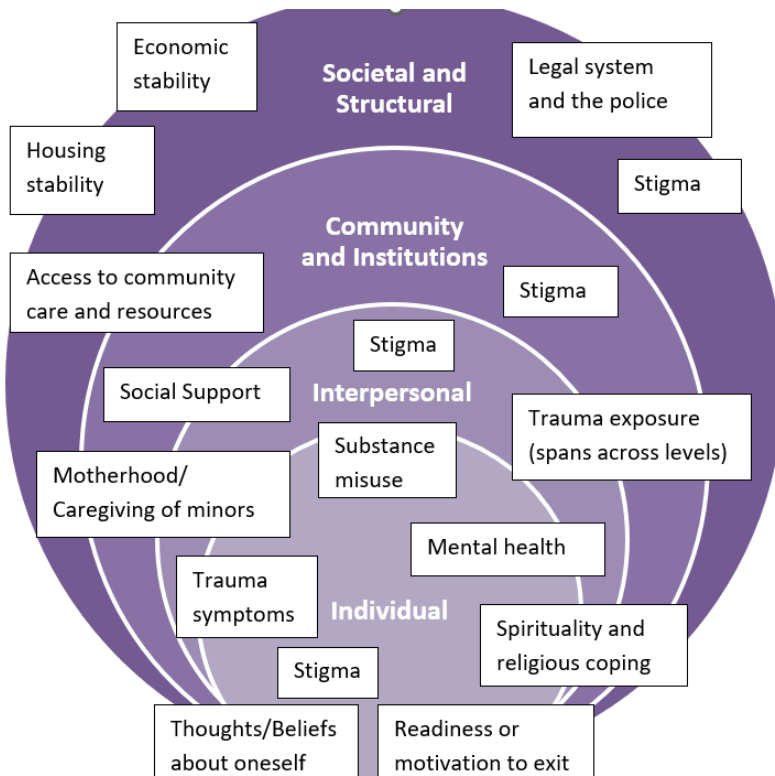 Economic
stability
Societal and
Structural
Legal system
and the police
Housing
stability
Stigma
Community
and Institutions
Access to community
care and resources
Stigma
Stigma
Social Support
Interpersonal
Trauma exposure
(spans across levels)
Substance
misuse
Motherhood/
Caregiving of minors
Mental health
Trauma
symptoms
Individual
Spirituality and
religious coping
Stigma
Thoughts/Beliefs
about oneself
Readiness or
motivation to exit